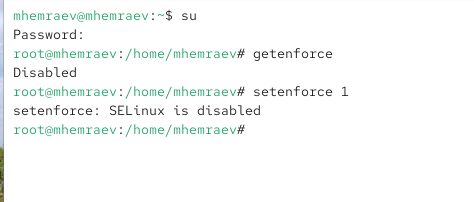 mhemraev@mhemraev:~$ su
Password:
root@mhemraev:/home/mhemraev# getenforce
Disabled
root@mhemraev:/home/mhemraev# setenforce 1
setenforce: SELinux is disabled
root@mhemraev:/home/mhemraev#